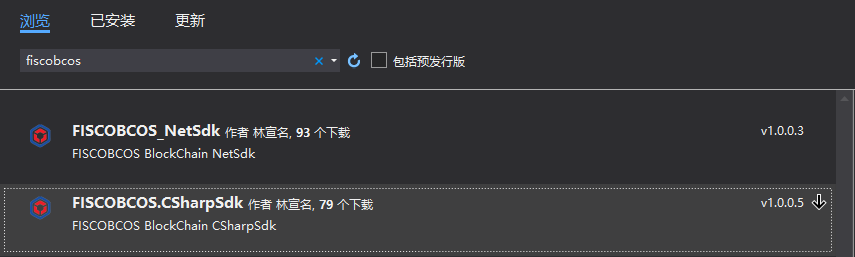 浏览 已安装 更新
fiscobcos 包括预发行版
FISCOBCOS_NetSdk 作者 林宣名, 93 个下载 v1.0.0.3
FISCOBCOS BlockChain NetSdk
FISCOBCOS.CSharpSdk 作者 林宣名, 79 个下载 v1.0.0.5
FISCOBCOS BlockChain CSharpSdk